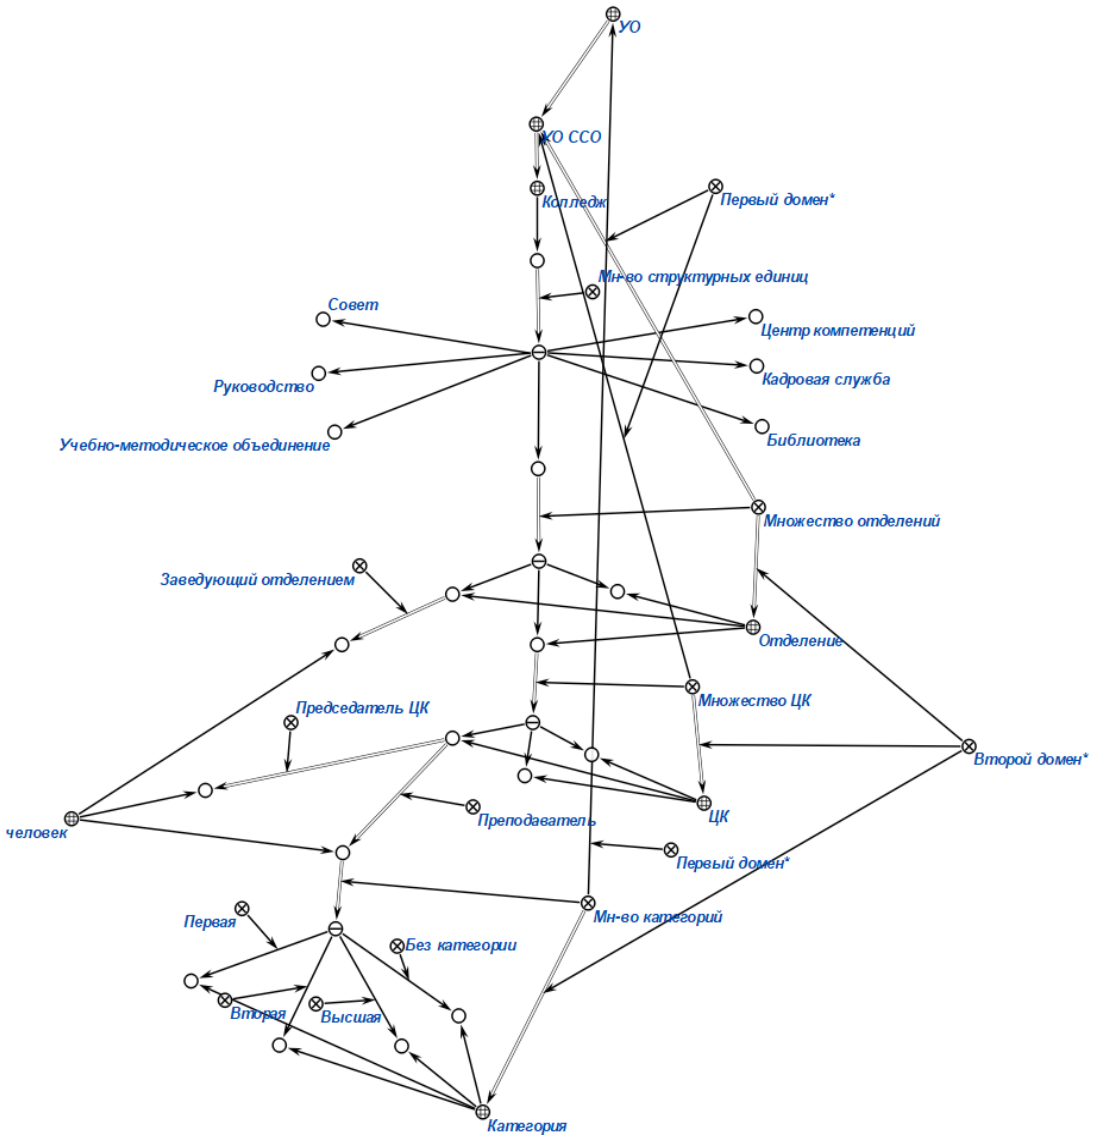 УО
УО ССО
Колледж
Первый домен*
Мн-во структурных единиц
Совет
Центр компетенций
Руководство
Кадровая служба
Учебно-методическое объединение
Библиотека
Множество отделений
Заведующий отделением
Отделение
Председатель ЦК
Множество ЦК
Второй домен*
человек
Преподаватель
ЦК
Первый домен*
Первая
Мн-во категорий
Без категории
Вторая
Высшая
Категория